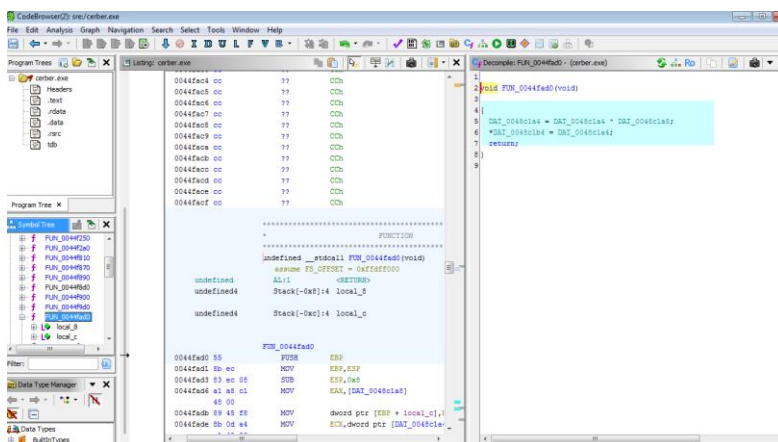 CodeBrowser(2): sre:/cerber.exe
File Edit Analysis Graph Navigation Search Select Tools Window Help
I D U L F V B
Program Trees
cerber.exe
Headers
.text
.rdata
.data
.rsrc
tdb
Program Tree
Symbol Tree
FUN_0044f250
FUN_0044f2a0
FUN_0044f810
FUN_0044f870
FUN_0044f890
FUN_0044f8d0
FUN_0044f900
FUN_0044f9d0
FUN_0044fad0
local_8
local_c
Filter:
Data Type Manager
Data Types
BuiltInTypes
Listing: cerber.exe
0044fac4 cc ?? CCh
0044fac5 cc ?? CCh
0044fac6 cc ?? CCh
0044fac7 cc ?? CCh
0044fac8 cc ?? CCh
0044fac9 cc ?? CCh
0044faca cc ?? CCh
0044facb cc ?? CCh
0044facc cc ?? CCh
0044facd cc ?? CCh
0044face cc ?? CCh
0044facf cc ?? CCh
* FUNCTION
undefined __stdcall FUN_0044fad0(void)
assume FS_OFFSET = 0xffdff000
undefined AL:1 <RETURN>
undefined4 Stack[-0x8]:4 local_8
undefined4 Stack[-0xc]:4 local_c
FUN_0044fad0
0044fad0 55 PUSH EBP
0044fad1 8b ec MOV EBP,ESP
0044fad3 83 ec 08 SUB ESP,0x8
0044fad6 a1 a8 c1 MOV EAX,[DAT_0048c1a8]
48 00
0044fadb 89 45 f8 MOV dword ptr [EBP + local_c],
0044fade 8b 0d a4 MOV ECX,dword ptr [DAT_0048c1a4
Decompile: FUN_0044fad0 - (cerber.exe)
1
2 void FUN_0044fad0(void)
3
4 {
5 DAT_0048c1a4 = DAT_0048c1a4 * DAT_0048c1a8;
6 *DAT_0048c1b4 = DAT_0048c1a4;
7 return;
8 }
9